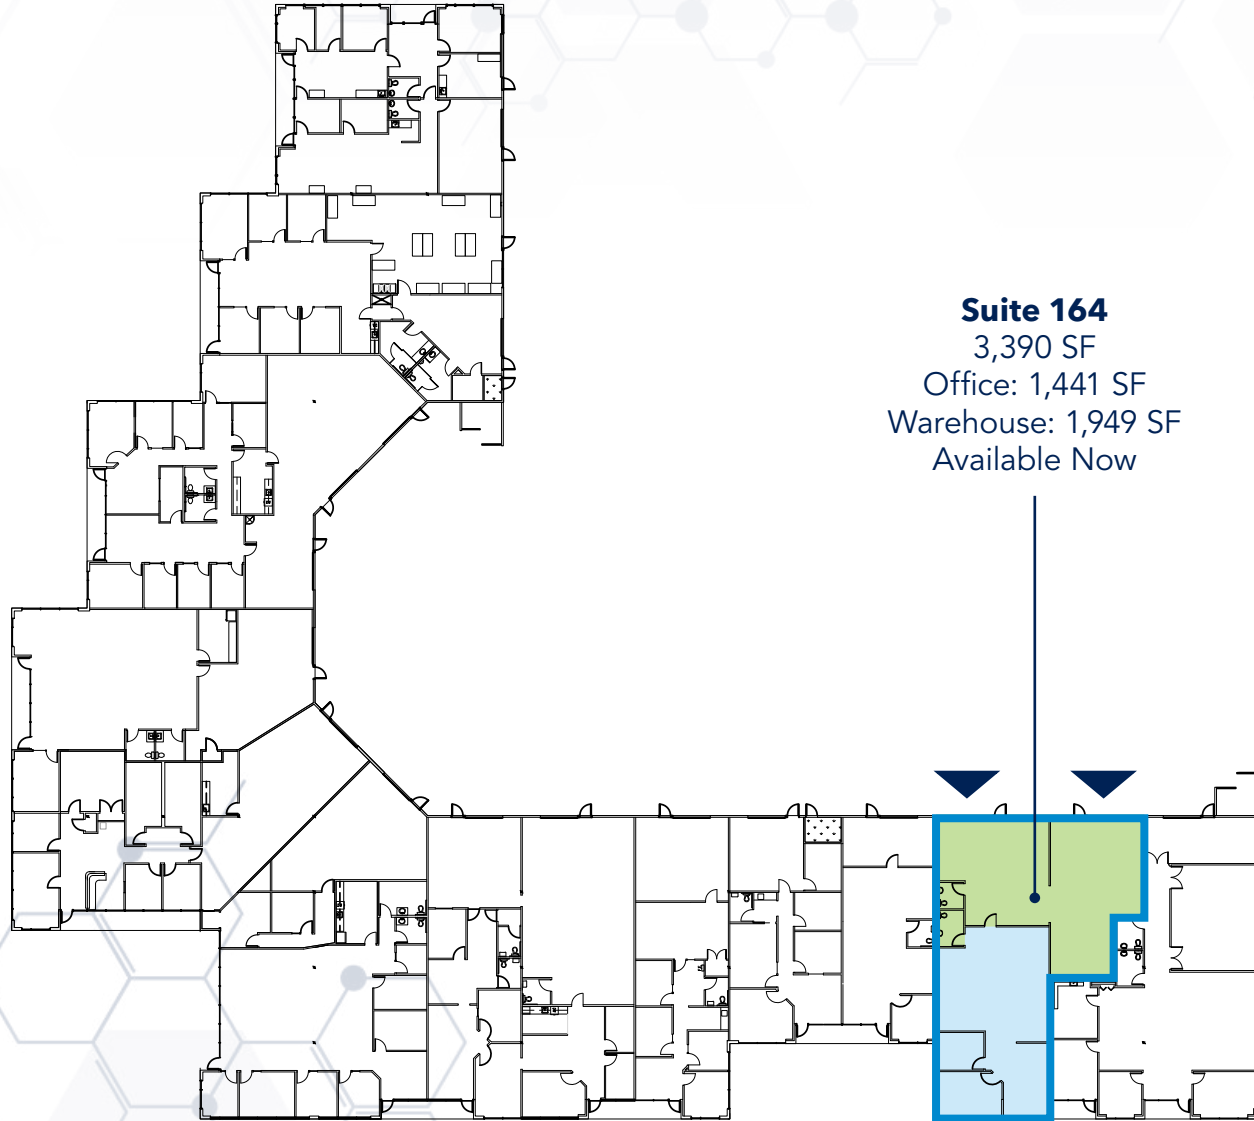 Suite 164
3,390 SF
Office: 1,441 SF
Warehouse: 1,949 SF
Available Now